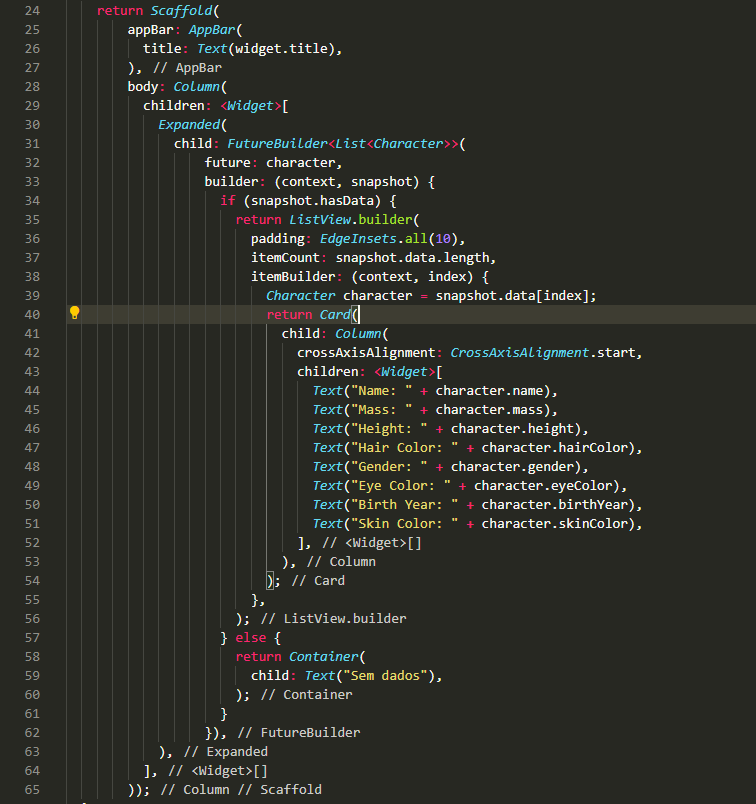 24 return Scaffold(
25 appBar: AppBar(
26 title: Text(widget.title),
27 ), // AppBar
28 body: Column(
29 children: <Widget>[
30 Expanded(
31 child: FutureBuilder<List<Character>>(
32 future: character,
33 builder: (context, snapshot) {
34 if (snapshot.hasData) {
35 return ListView.builder(
36 padding: EdgeInsets.all(10),
37 itemCount: snapshot.data.length,
38 itemBuilder: (context, index) {
39 Character character = snapshot.data[index];
40 return Card(
41 child: Column(
42 crossAxisAlignment: CrossAxisAlignment.start,
43 children: <Widget>[
44 Text("Name: " + character.name),
45 Text("Mass: " + character.mass),
46 Text("Height: " + character.height),
47 Text("Hair Color: " + character.hairColor),
48 Text("Gender: " + character.gender),
49 Text("Eye Color: " + character.eyeColor),
50 Text("Birth Year: " + character.birthYear),
51 Text("Skin Color: " + character.skinColor),
52 ], // <Widget>[]
53 ), // Column
54 ); // Card
55 },
56 ); // ListView.builder
57 } else {
58 return Container(
59 child: Text("Sem dados"),
60 ); // Container
61 }
62 }), // FutureBuilder
63 ), // Expanded
64 ], // <Widget>[]
65 )); // Column // Scaffold